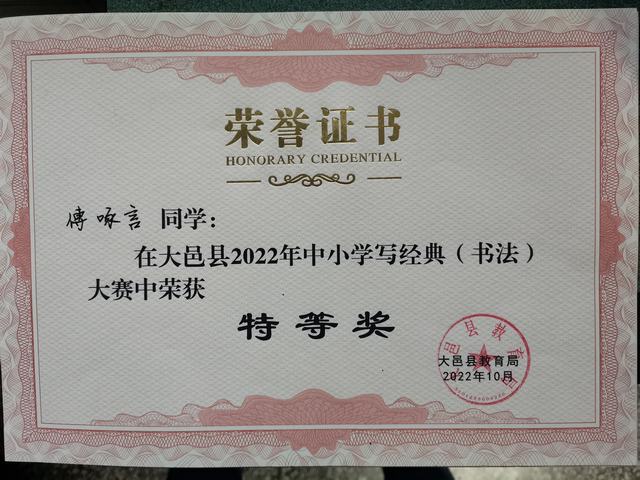 荣誉证书
HONORARY CREDENTIAL
傅咏言 同学：
在大邑县2022年中小学写经典（书法）
大赛中荣获
特等奖
大邑县教育局
2022年10月